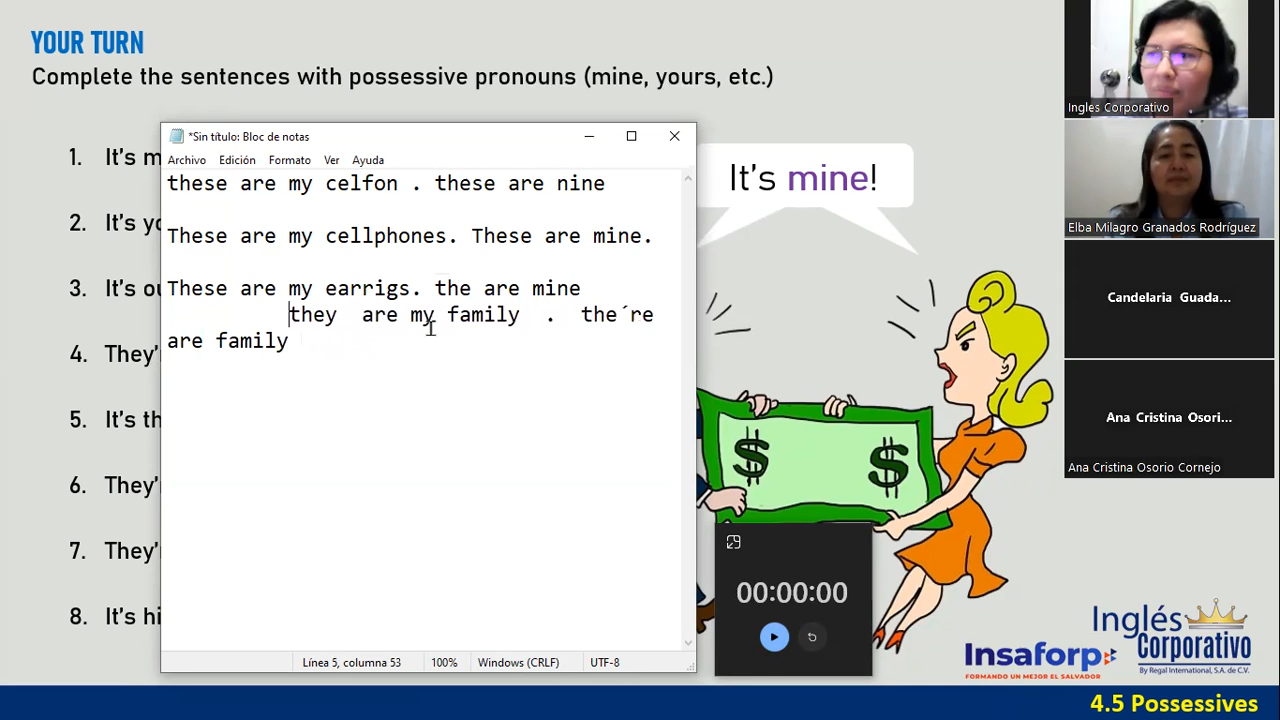 YOUR TURN
Complete the sentences with possessive pronouns (mine, yours, etc.)
1. It's m
2. It's yo
3. It's ou
4. They'
5. It's th
6. They'
7. They'
8. It's hi
*Sin título: Bloc de notas
Archivo Edición Formato Ver Ayuda
these are my celfon . these are nine
These are my cellphones. These are mine.
These are my earrigs. the are mine
they are my family . the´re
are family
Línea 5, columna 53 100% Windows (CRLF) UTF-8
It's mine!
$ $
00:00:00
Ingles Corporativo
Elba Milagro Granados Rodríguez
Candelaria Guada...
Ana Cristina Osori...
Ana Cristina Osorio Cornejo
Insaforp
FORMANDO UN MEJOR EL SALVADOR
Inglés
Corporativo
By Regal International, S.A. de C.V.
4.5 Possessives